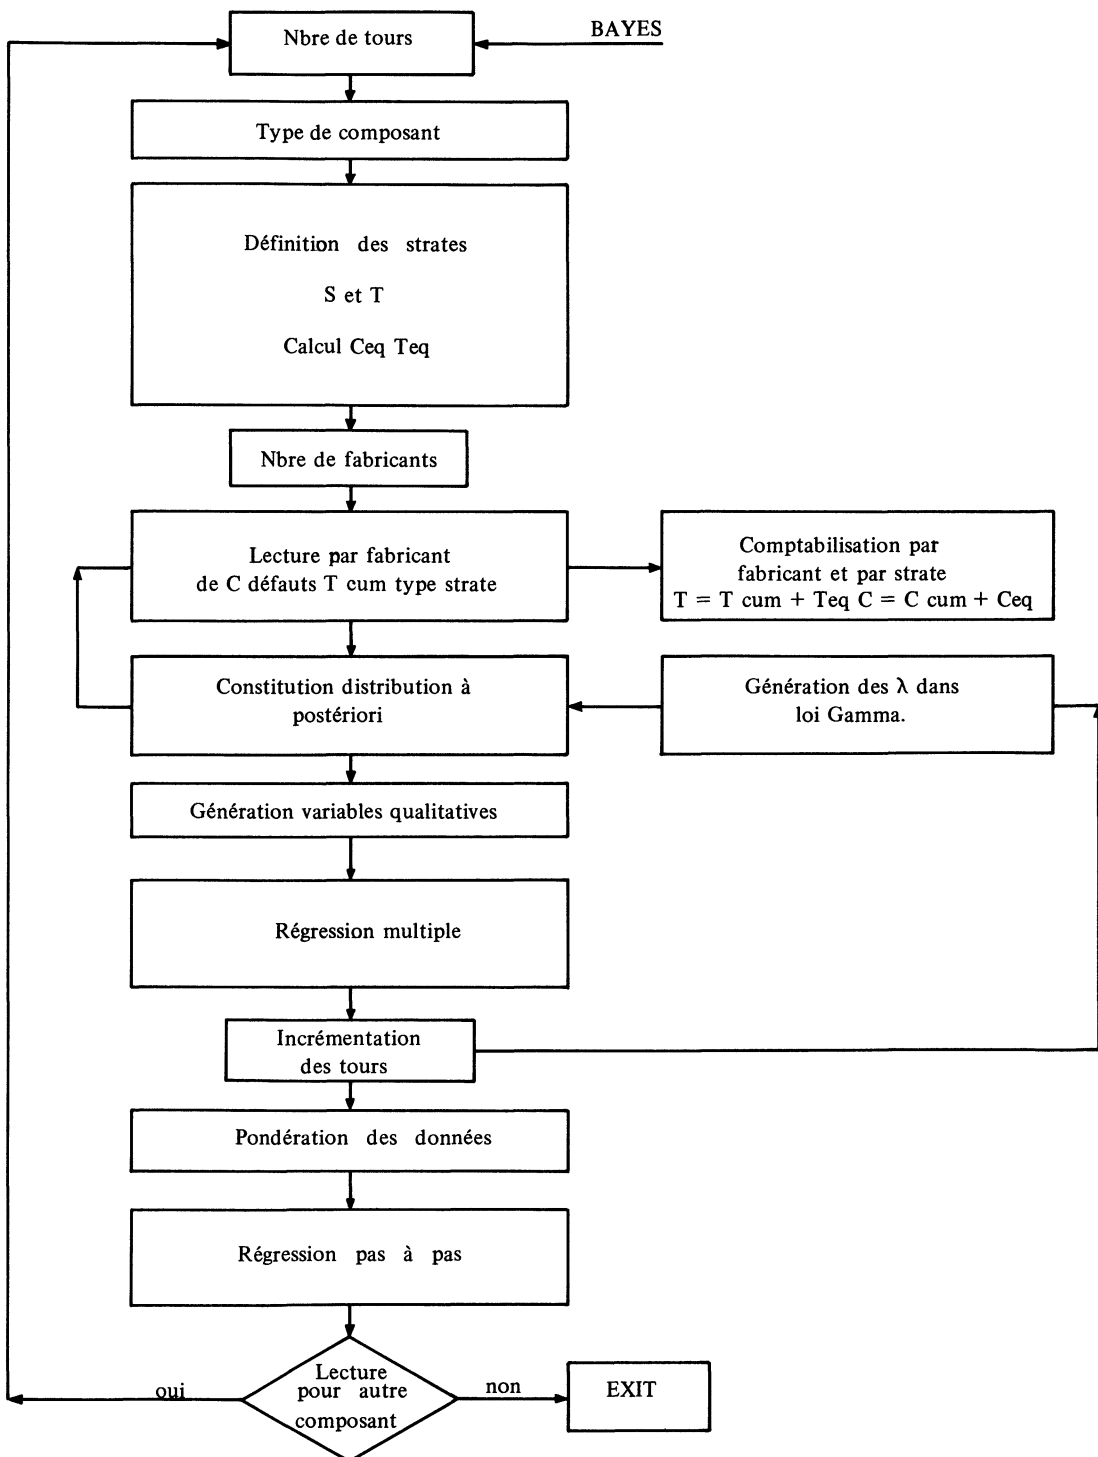 Nbre de tours
BAYES
Type de composant
Définition des strates
S et T
Calcul Ceq Teq
Nbre de fabricants
Lecture par fabricant
de C défauts T cum type strate
Comptabilisation par
fabricant et par strate
T = T cum + Teq C = C cum + Ceq
Constitution distribution à
postériori
Génération des λ dans
loi Gamma.
Génération variables qualitatives
Régression multiple
Incrémentation
des tours
Pondération des données
Régression pas à pas
Lecture
pour autre
composant
oui
non
EXIT